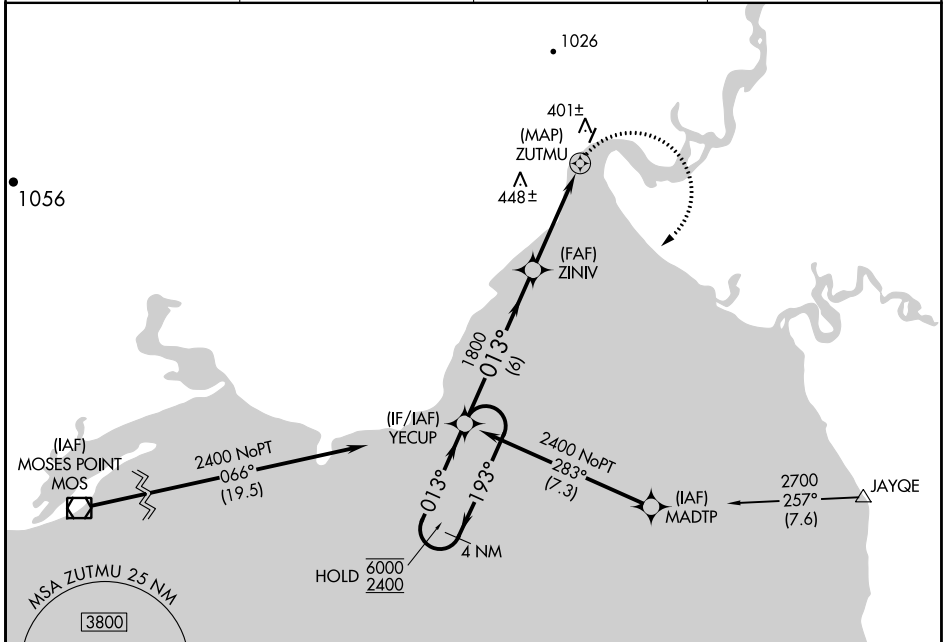 1026
401±
(MAP)
ZUTMU
1056
448±
(FAF)
ZINIV
1800
013°
(6)
(IF/IAF)
YECUP
(IAF)
MOSES POINT
MOS
2400 NoPT
066°
(19.5)
2400 NoPT
283°
(7.3)
013°
193°
(IAF)
MADTP
2700
257°
(7.6)
JAYQE
4 NM
HOLD
6000
2400
MSA ZUTMU 25 NM
3800